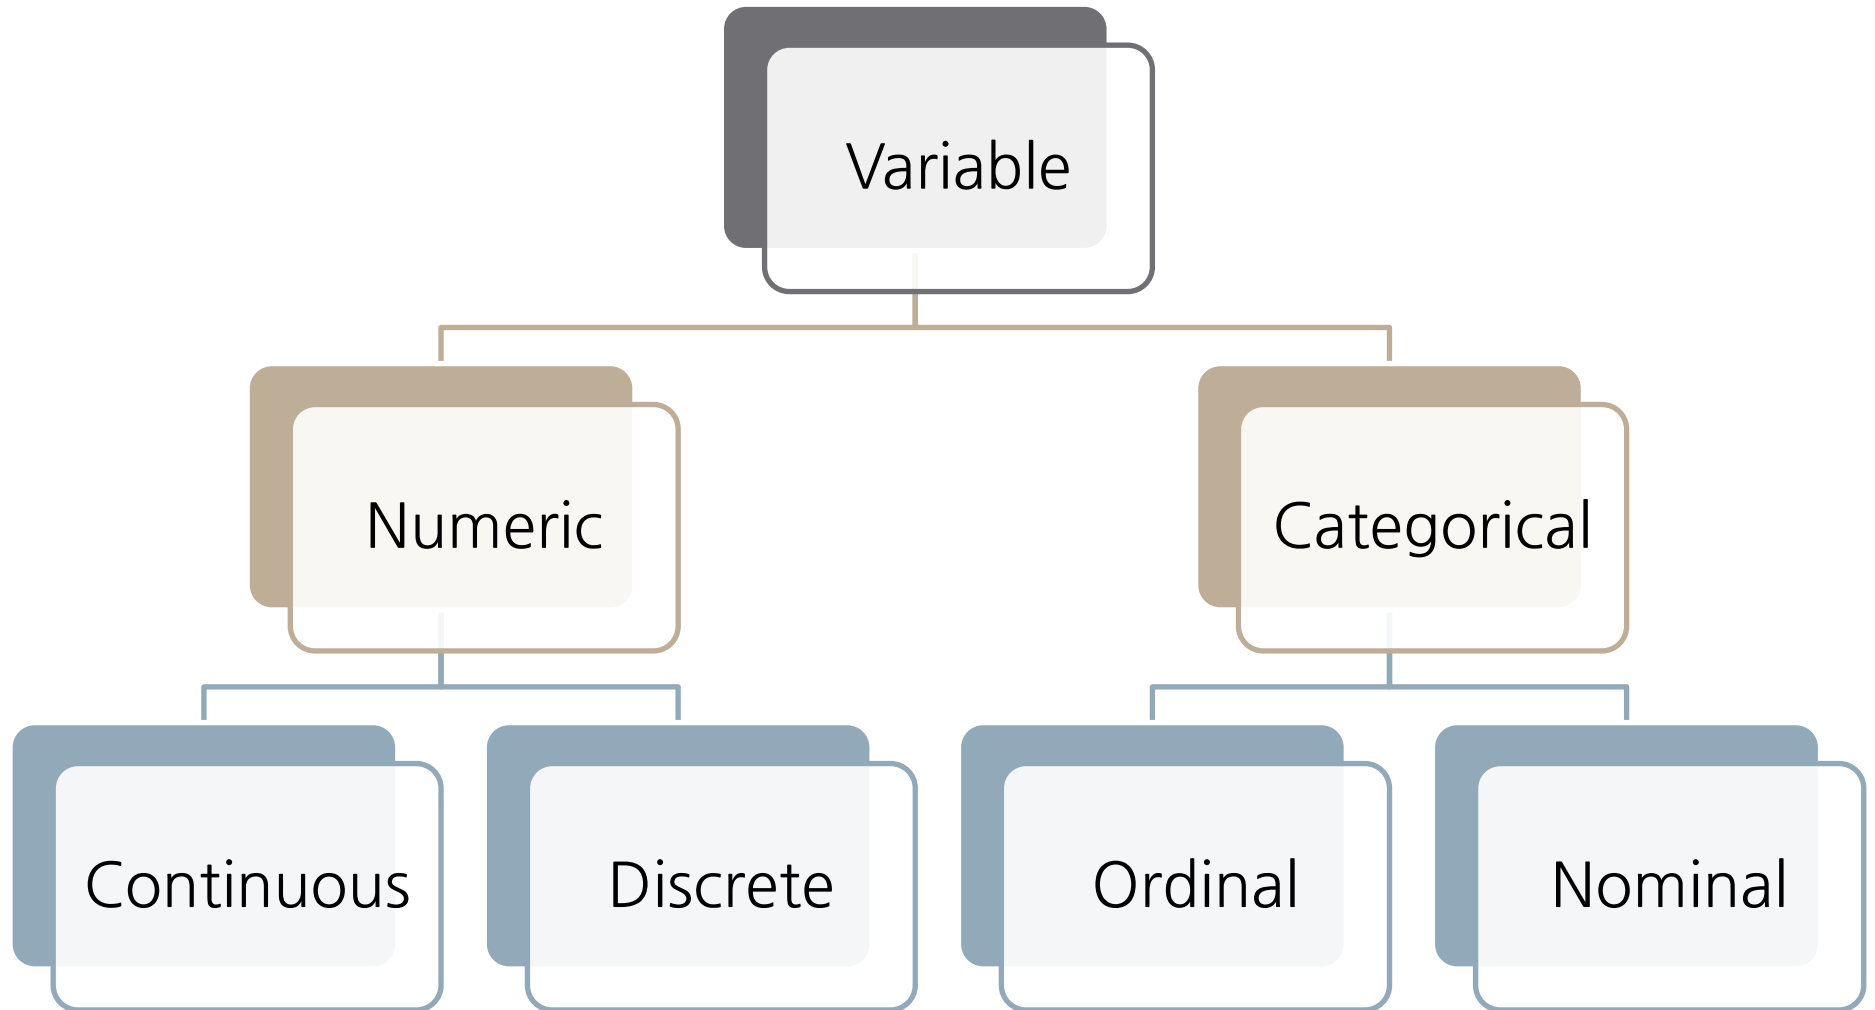 Variable
Numeric
Categorical
Continuous
Discrete
Ordinal
Nominal